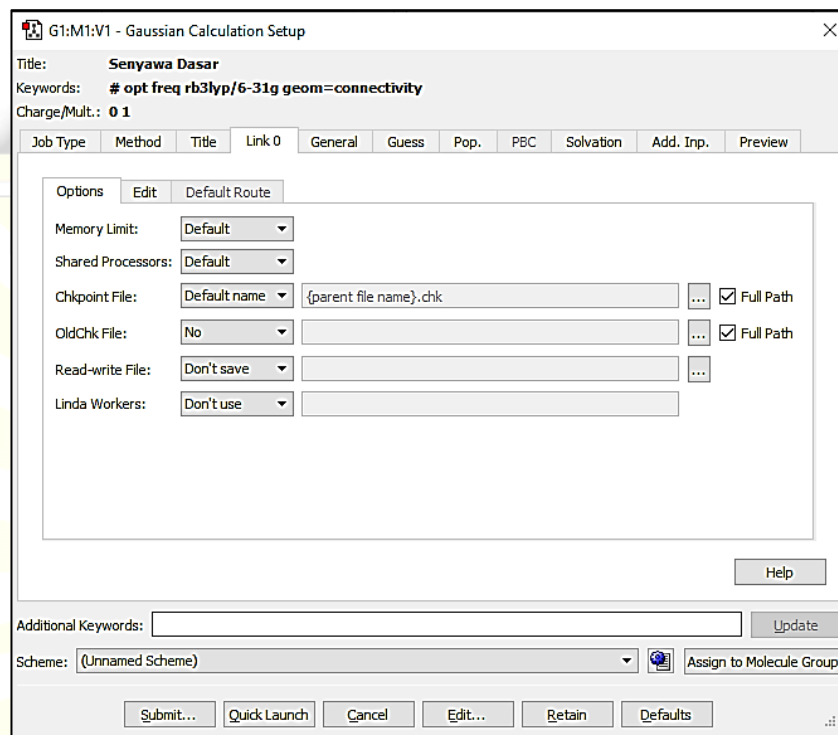 G1:M1:V1 - Gaussian Calculation Setup
Title: Senyawa Dasar
Keywords: # opt freq rb3lyp/6-31g geom=connectivity
Charge/Mult.: 0 1
Job Type Method Title Link 0 General Guess Pop. PBC Solvation Add. Inp. Preview
Options Edit Default Route
Memory Limit: Default
Shared Processors: Default
Chkpoint File: Default name {parent file name}.chk ... Full Path
OldChk File: No ... Full Path
Read-write File: Don't save ...
Linda Workers: Don't use
Help
Additional Keywords: Update
Scheme: (Unnamed Scheme) Assign to Molecule Group
Submit... Quick Launch Cancel Edit... Retain Defaults